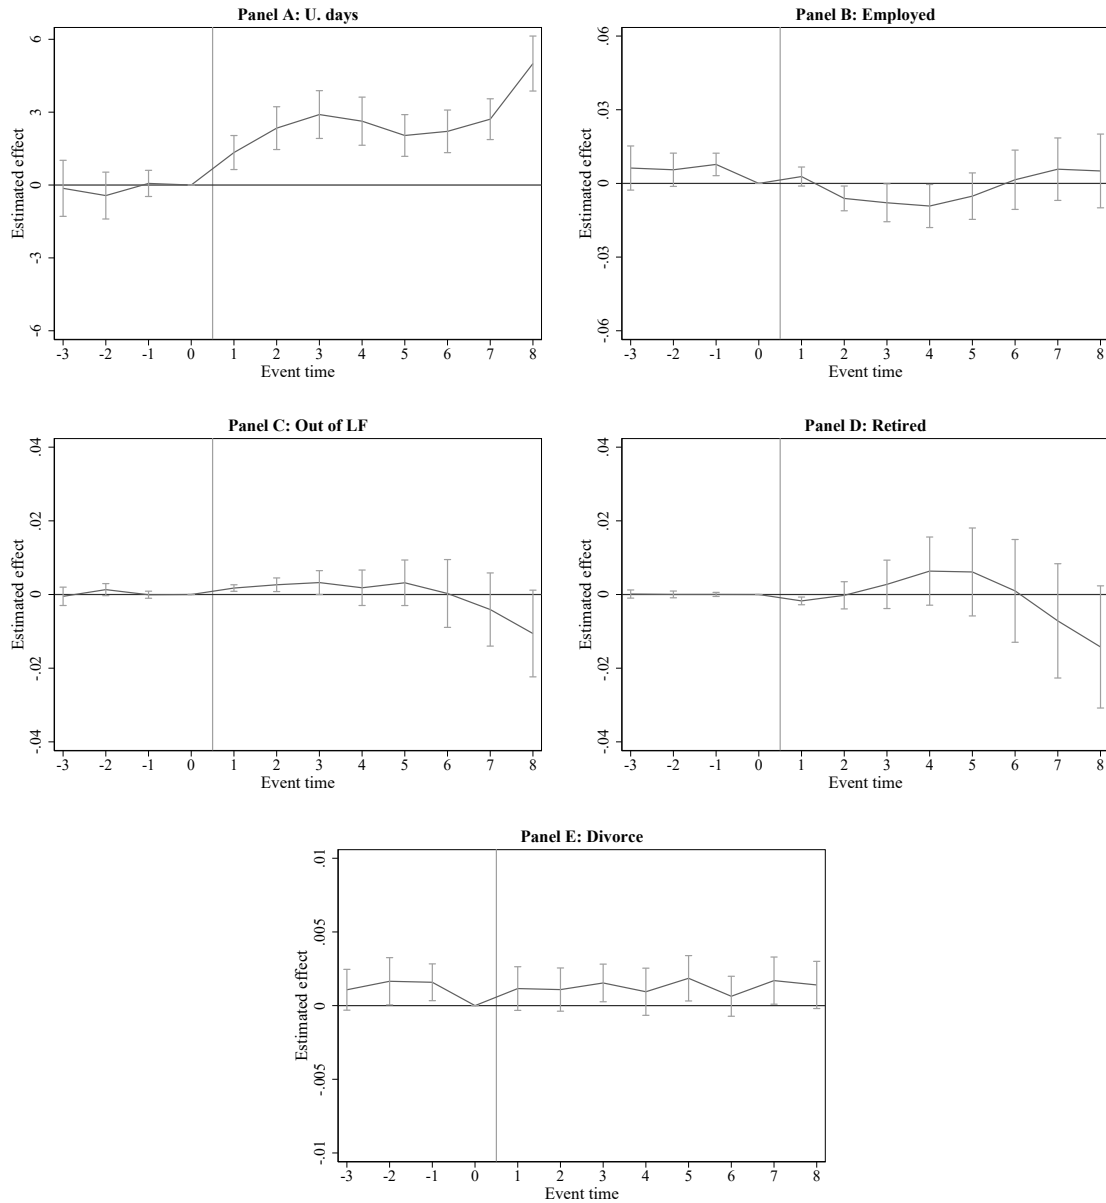 Panel A: U. days
Estimated effect
6
3
0
-3
-6
-3 -2 -1 0 1 2 3 4 5 6 7 8
Event time
Panel B: Employed
Estimated effect
.06
.03
0
-.03
-.06
-3 -2 -1 0 1 2 3 4 5 6 7 8
Event time
Panel C: Out of LF
Estimated effect
.04
.02
0
-.02
-.04
-3 -2 -1 0 1 2 3 4 5 6 7 8
Event time
Panel D: Retired
Estimated effect
.04
.02
0
-.02
-.04
-3 -2 -1 0 1 2 3 4 5 6 7 8
Event time
Panel E: Divorce
Estimated effect
.01
.005
0
-.005
-.01
-3 -2 -1 0 1 2 3 4 5 6 7 8
Event time